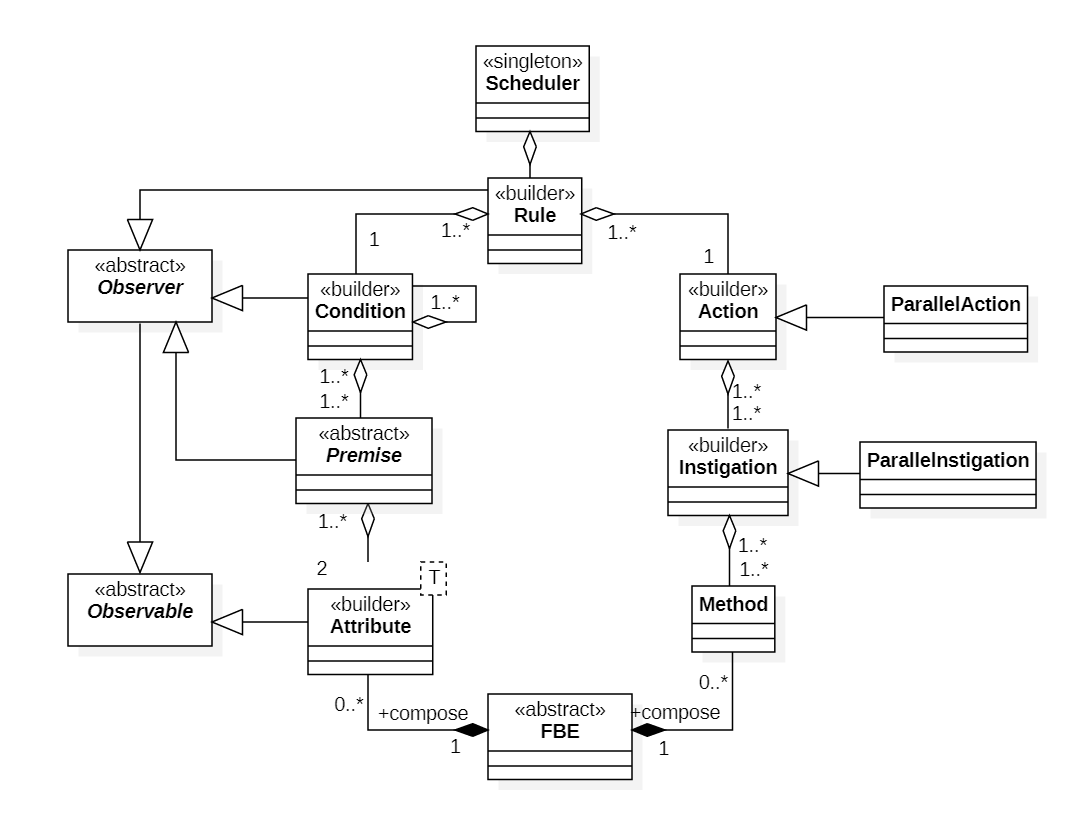 «singleton»
Scheduler
«builder»
Rule
1..*
1..*
1
1
«abstract»
Observer
«builder»
Condition
1..*
«builder»
Action
ParallelAction
1..*
1..*
1..*
1..*
«abstract»
Premise
«builder»
Instigation
ParallelInstigation
1..*
2
1..*
1..*
T
«abstract»
Observable
«builder»
Attribute
Method
0..*
+compose
1
«abstract»
FBE
0..*
+compose
1